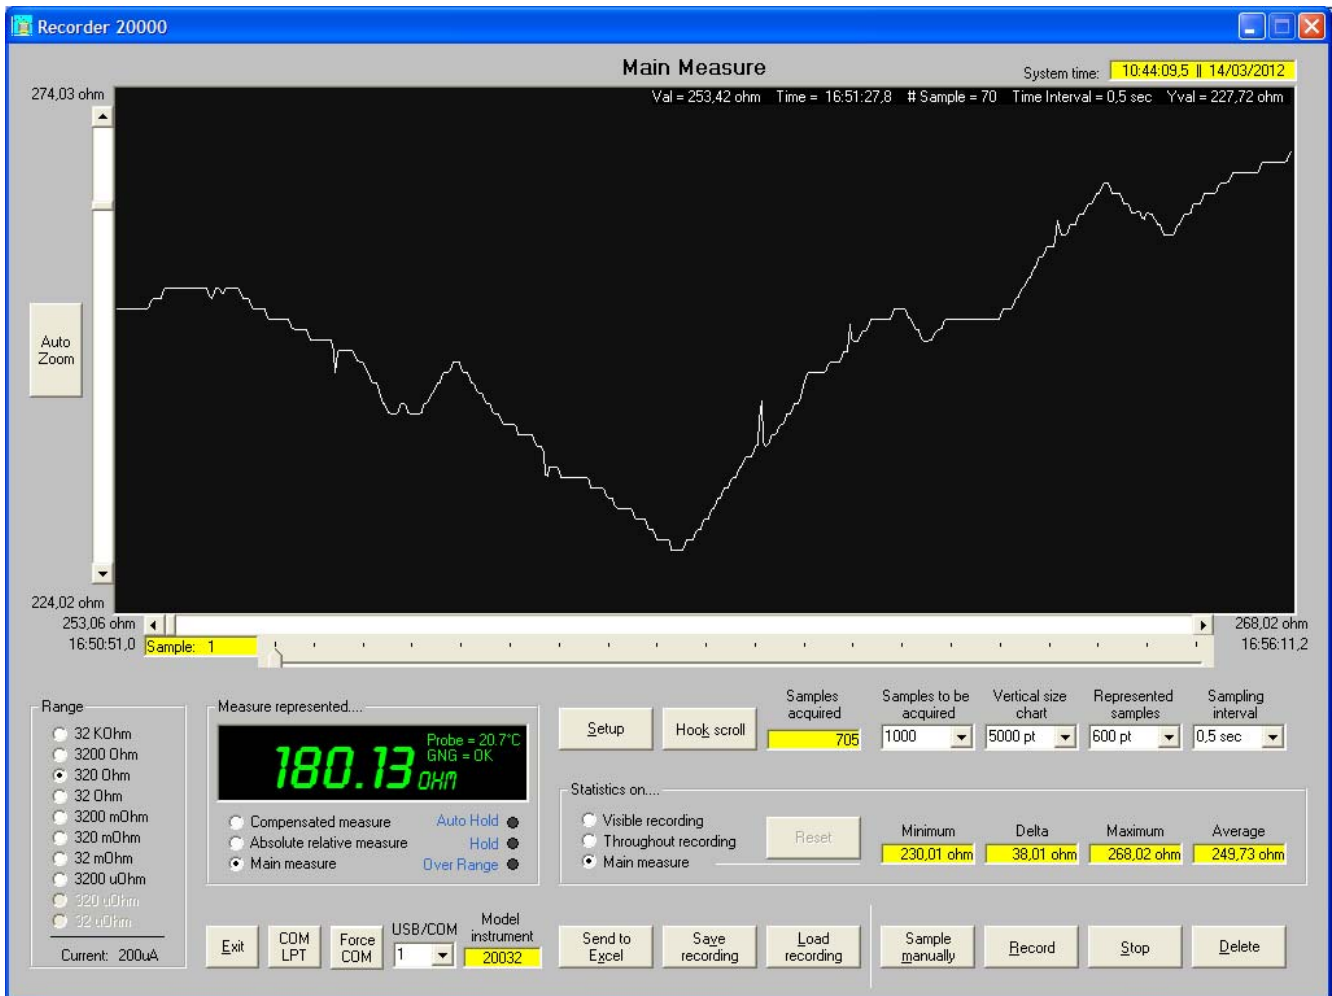 Recorder 20000
Main Measure
System time: 10:44:09,5 || 14/03/2012
274,03 ohm
Val = 253,42 ohm Time = 16:51:27,8 # Sample = 70 Time Interval = 0,5 sec Yval = 227,72 ohm
Auto
Zoom
224,02 ohm
253,06 ohm
268,02 ohm
16:50:51,0
Sample: 1
16:56:11,2
Range
32 KOhm
3200 Ohm
320 Ohm
32 Ohm
3200 mOhm
320 mOhm
32 mOhm
3200 uOhm
320 uOhm
32 uOhm
Current: 200uA
Measure represented....
180.13 OHM
Probe = 20.7°C
GNG = OK
Compensated measure
Absolute relative measure
Main measure
Auto Hold
Hold
Over Range
Setup
Hook scroll
Samples
acquired
705
Samples to be
acquired
1000
Vertical size
chart
5000 pt
Represented
samples
600 pt
Sampling
interval
0,5 sec
Statistics on....
Visible recording
Throughout recording
Main measure
Reset
Minimum
230,01 ohm
Delta
38,01 ohm
Maximum
268,02 ohm
Average
249,73 ohm
Exit
COM
LPT
Force
COM
USB/COM
1
Model
instrument
20032
Send to
Excel
Save
recording
Load
recording
Sample
manually
Record
Stop
Delete